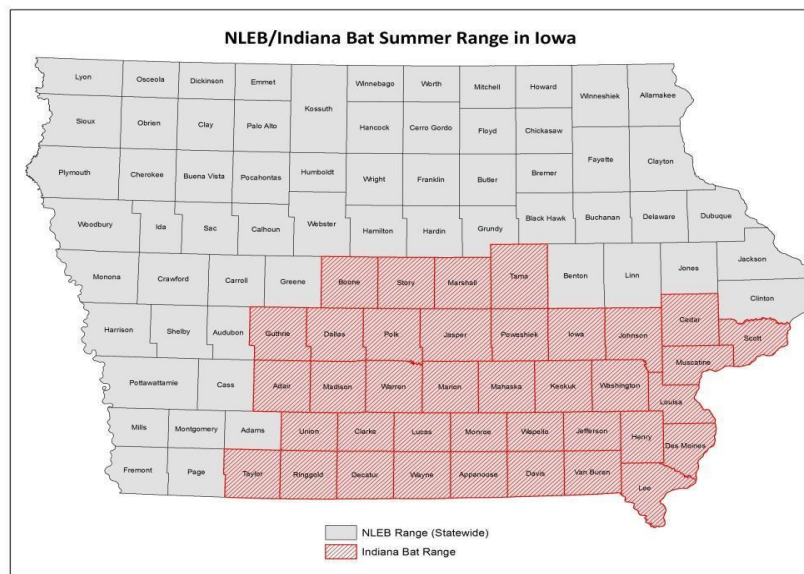 NLEB/Indiana Bat Summer Range in Iowa
Lyon Osceola Dickinson Emmet Kossuth Winnebago Worth Mitchell Howard Winneshiek Allamakee
Sioux Obrien Clay Palo Alto Hancock Cerro Gordo Floyd Chickasaw Fayette Clayton
Plymouth Cherokee Buena Vista Pocahontas Humboldt Wright Franklin Butler Bremer
Woodbury Ida Sac Calhoun Webster Hamilton Hardin Grundy Black Hawk Buchanan Delaware Dubuque
Monona Crawford Carroll Greene Boone Story Marshall Tama Benton Linn Jones Jackson
Clinton
Harrison Shelby Audubon Guthrie Dallas Polk Jasper Poweshiek Iowa Johnson Cedar Scott
Muscatine
Pottawattamie Cass Adair Madison Warren Marion Mahaska Keokuk Washington Louisa
Mills Montgomery Adams Union Clarke Lucas Monroe Wapello Jefferson Henry Des Moines
Fremont Page Taylor Ringgold Decatur Wayne Appanoose Davis Van Buren Lee
NLEB Range (Statewide)
Indiana Bat Range